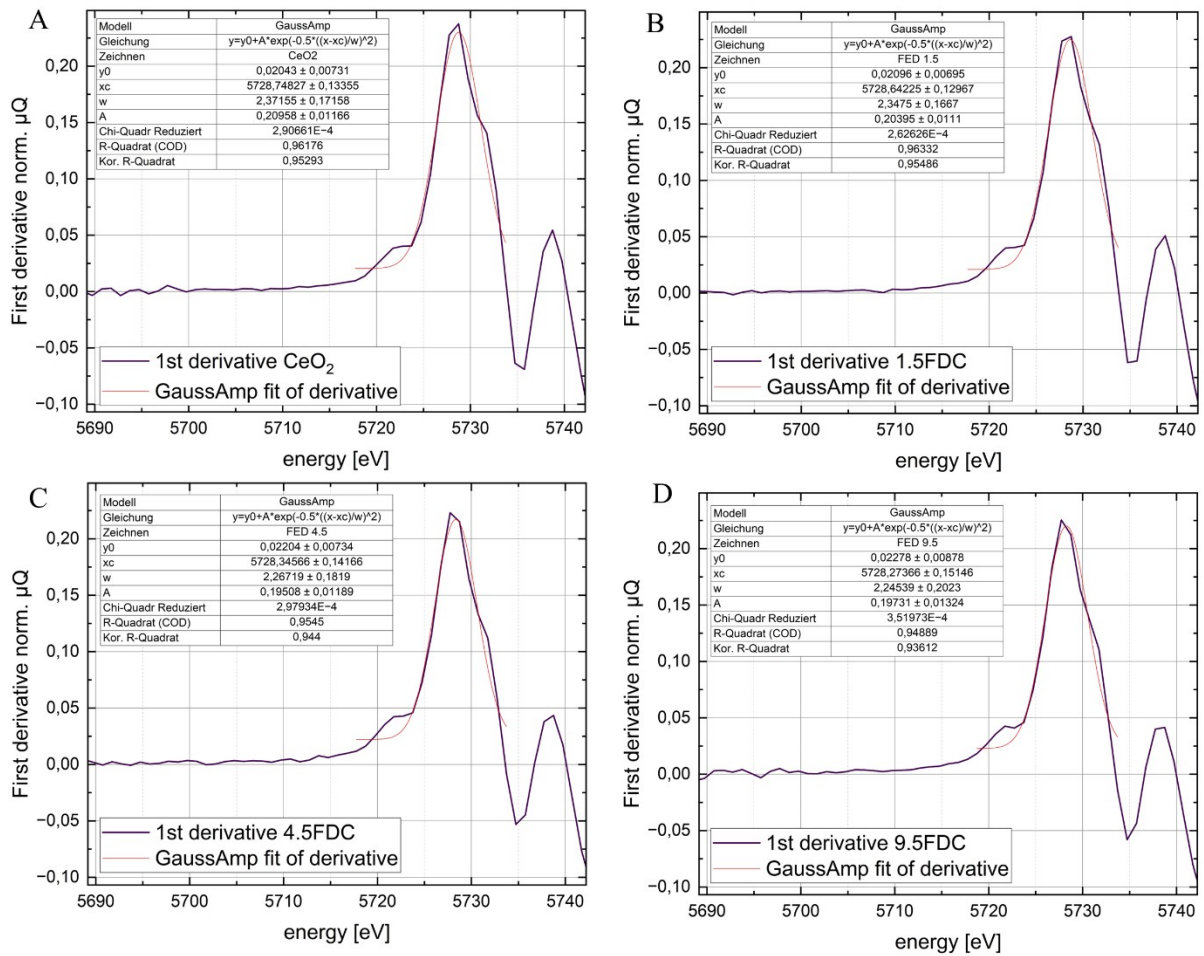 A
Modell GaussAmp
Gleichung y=y0+A*exp(-0.5*((x-xc)/w)^2)
Zeichnen CeO2
y0 0,02043 ± 0,00731
xc 5728,74827 ± 0,13355
w 2,37155 ± 0,17158
A 0,20958 ± 0,01166
Chi-Quadr Reduziert 2,90661E−4
R-Quadrat (COD) 0,96176
Kor. R-Quadrat 0,95293
First derivative norm. µQ
0,20
0,15
0,10
0,05
0,00
−0,05
−0,10
1st derivative CeO₂
GaussAmp fit of derivative
5690 5700 5710 5720 5730 5740
energy [eV]
B
Modell GaussAmp
Gleichung y=y0+A*exp(-0.5*((x-xc)/w)^2)
Zeichnen FED 1.5
y0 0,02096 ± 0,00695
xc 5728,64225 ± 0,12967
w 2,3475 ± 0,1667
A 0,20395 ± 0,0111
Chi-Quadr Reduziert 2,62626E−4
R-Quadrat (COD) 0,96332
Kor. R-Quadrat 0,95486
First derivative norm. µQ
0,20
0,15
0,10
0,05
0,00
−0,05
−0,10
1st derivative 1.5FDC
GaussAmp fit of derivative
5690 5700 5710 5720 5730 5740
energy [eV]
C
Modell GaussAmp
Gleichung y=y0+A*exp(-0.5*((x-xc)/w)^2)
Zeichnen FED 4.5
y0 0,02204 ± 0,00734
xc 5728,34566 ± 0,14166
w 2,26719 ± 0,1819
A 0,19508 ± 0,01189
Chi-Quadr Reduziert 2,97934E−4
R-Quadrat (COD) 0,9545
Kor. R-Quadrat 0,944
First derivative norm. µQ
0,20
0,15
0,10
0,05
0,00
−0,05
−0,10
1st derivative 4.5FDC
GaussAmp fit of derivative
5690 5700 5710 5720 5730 5740
energy [eV]
D
Modell GaussAmp
Gleichung y=y0+A*exp(-0.5*((x-xc)/w)^2)
Zeichnen FED 9.5
y0 0,02278 ± 0,00878
xc 5728,27366 ± 0,15146
w 2,24539 ± 0,2023
A 0,19731 ± 0,01324
Chi-Quadr Reduziert 3,51973E−4
R-Quadrat (COD) 0,94889
Kor. R-Quadrat 0,93612
First derivative norm. µQ
0,20
0,15
0,10
0,05
0,00
−0,05
−0,10
1st derivative 9.5FDC
GaussAmp fit of derivative
5690 5700 5710 5720 5730 5740
energy [eV]